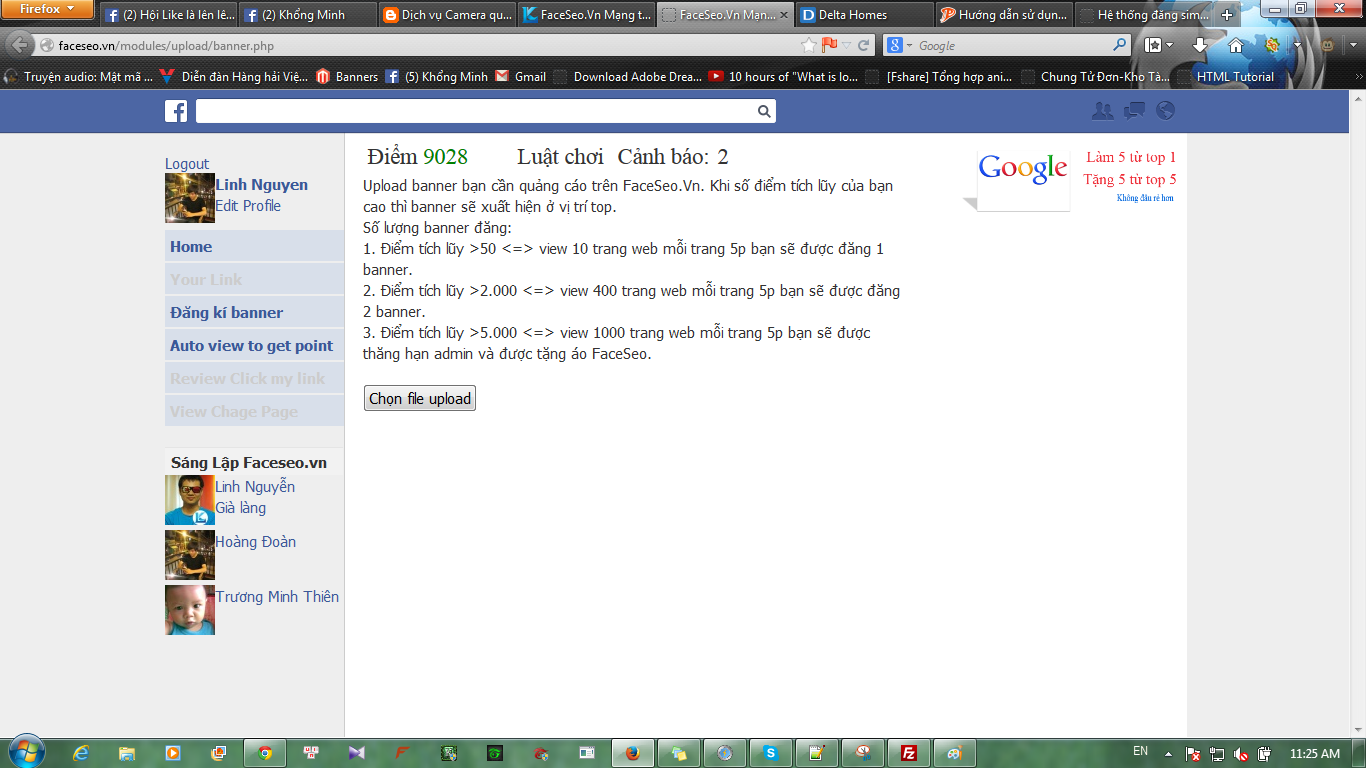 Firefox
(2) Hội Like là lên lê...
(2) Khổng Minh
Dịch vụ Camera qu...
FaceSeo.Vn Mạng t...
FaceSeo.Vn Mạn...
Delta Homes
Hướng dẫn sử dụn...
Hệ thống đăng sim...
faceseo.vn/modules/upload/banner.php
Google
Truyện audio: Mật mã ...
Diễn đàn Hàng hải Việ...
Banners
(5) Khổng Minh
Gmail
Download Adobe Drea...
10 hours of "What is lo...
[Fshare] Tổng hợp ani...
Chung Tử Đơn-Kho Tà...
HTML Tutorial
Logout
Linh Nguyen
Edit Profile
Home
Your Link
Đăng kí banner
Auto view to get point
Review Click my link
View Chage Page
Sáng Lập Faceseo.vn
Linh Nguyễn
Già làng
Hoàng Đoàn
Trương Minh Thiên
Điểm 9028 Luật chơi Cảnh báo: 2
Upload banner bạn cần quảng cáo trên FaceSeo.Vn. Khi số điểm tích lũy của bạn
cao thì banner sẽ xuất hiện ở vị trí top.
Số lượng banner đăng:
1. Điểm tích lũy >50 <=> view 10 trang web mỗi trang 5p bạn sẽ được đăng 1
banner.
2. Điểm tích lũy >2.000 <=> view 400 trang web mỗi trang 5p bạn sẽ được đăng
2 banner.
3. Điểm tích lũy >5.000 <=> view 1000 trang web mỗi trang 5p bạn sẽ được
thăng hạn admin và được tặng áo FaceSeo.
Chọn file upload
Google
Làm 5 từ top 1
Tặng 5 từ top 5
Không đâu rẻ hơn
EN
11:25 AM